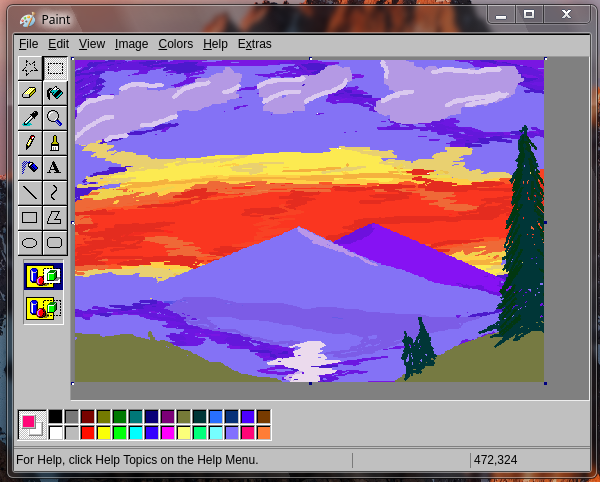 Paint
File Edit View Image Colors Help Extras
A
For Help, click Help Topics on the Help Menu.
472,324